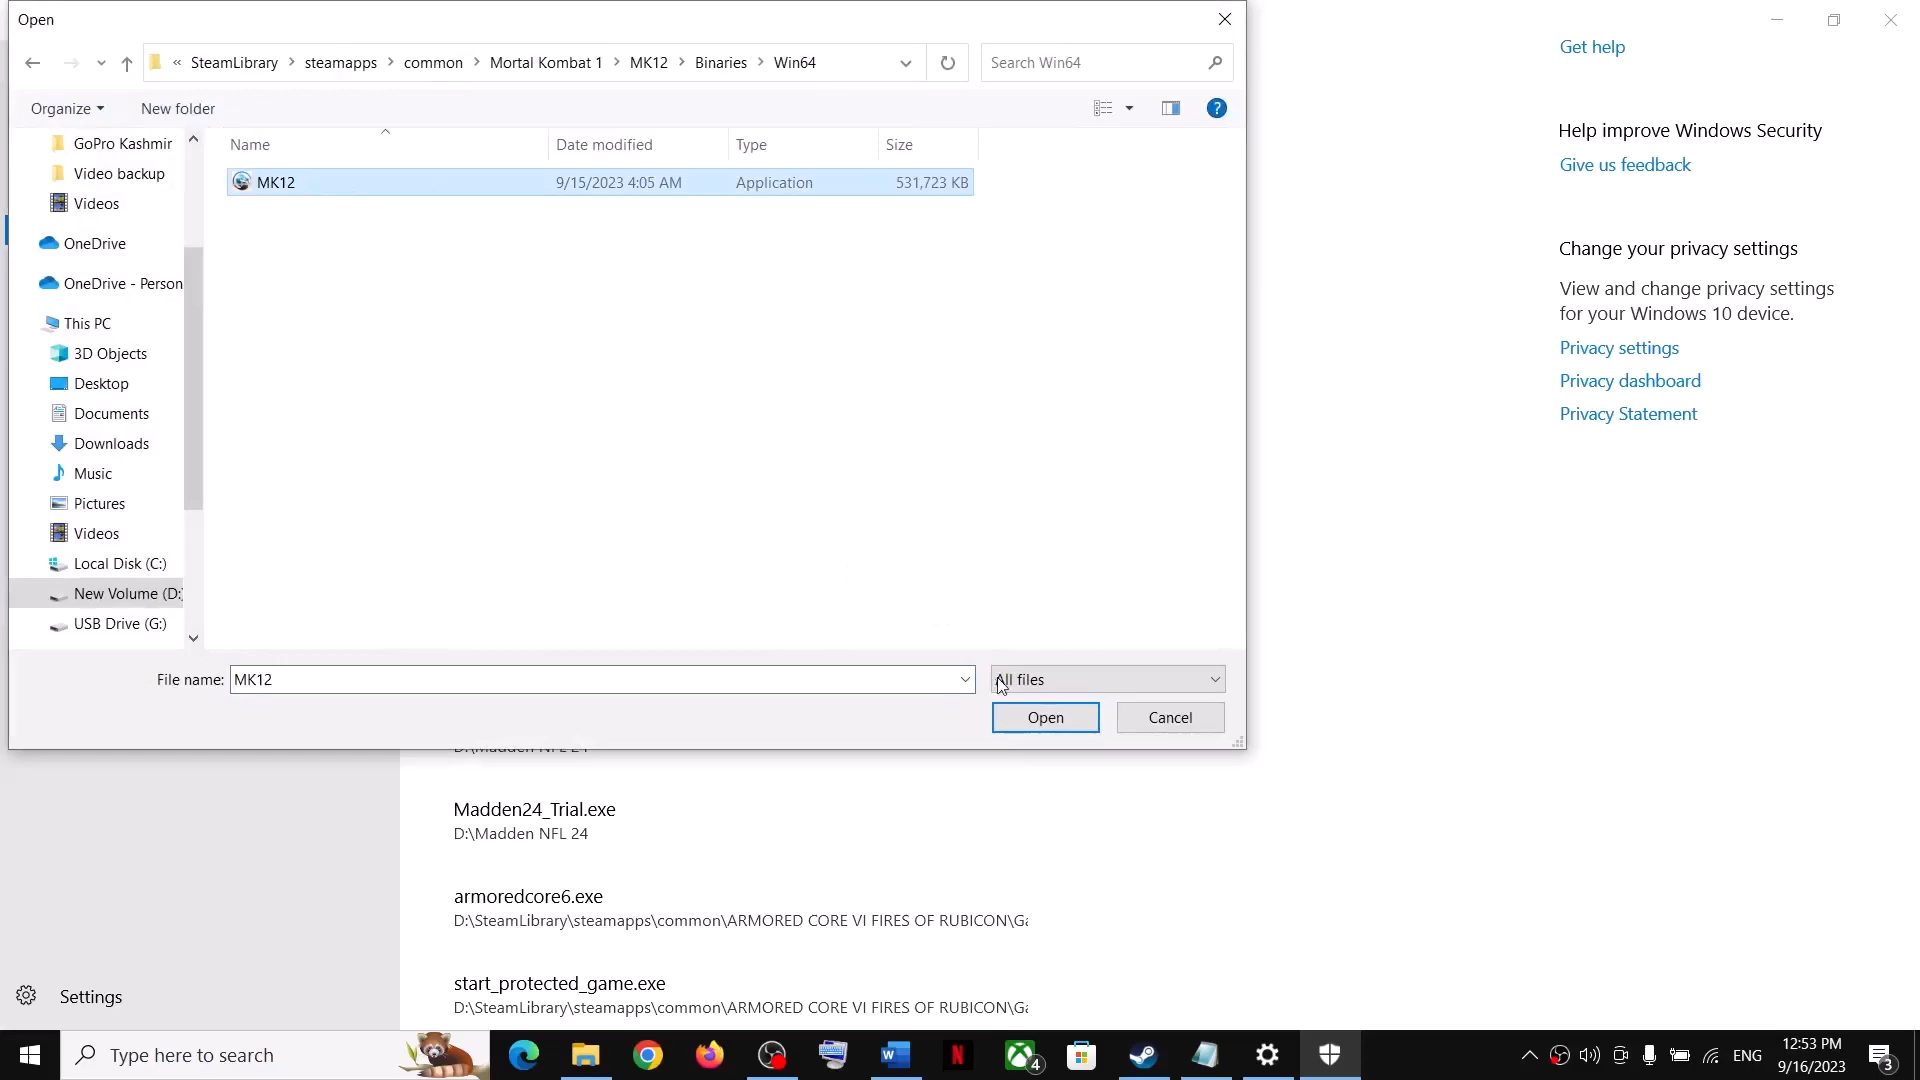 Open
« SteamLibrary > steamapps > common > Mortal Kombat 1 > MK12 > Binaries > Win64
Search Win64
Get help
Organize
New folder
Help improve Windows Security
Give us feedback
Name
Date modified
Type
Size
MK12
9/15/2023 4:05 AM
Application
531,723 KB
GoPro Kashmir
Video backup
Videos
OneDrive
OneDrive - Person
This PC
3D Objects
Desktop
Documents
Downloads
Music
Pictures
Videos
Local Disk (C:)
New Volume (D:)
USB Drive (G:)
Change your privacy settings
View and change privacy settings
for your Windows 10 device.
Privacy settings
Privacy dashboard
Privacy Statement
File name:
MK12
All files
Open
Cancel
D:\Madden NFL 24
Madden24_Trial.exe
D:\Madden NFL 24
armoredcore6.exe
D:\SteamLibrary\steamapps\common\ARMORED CORE VI FIRES OF RUBICON\Ga
start_protected_game.exe
D:\SteamLibrary\steamapps\common\ARMORED CORE VI FIRES OF RUBICON\Ga
Settings
Type here to search
4
ENG
12:53 PM
9/16/2023
3